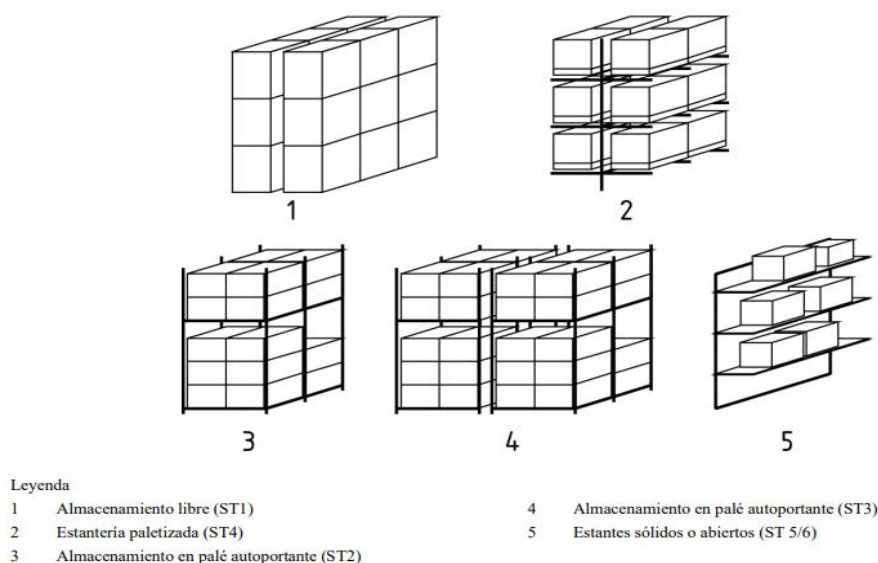 1
2
3
4
5
Leyenda
1 Almacenamiento libre (ST1)
2 Estantería paletizada (ST4)
3 Almacenamiento en palé autoportante (ST2)
4 Almacenamiento en palé autoportante (ST3)
5 Estantes sólidos o abiertos (ST 5/6)